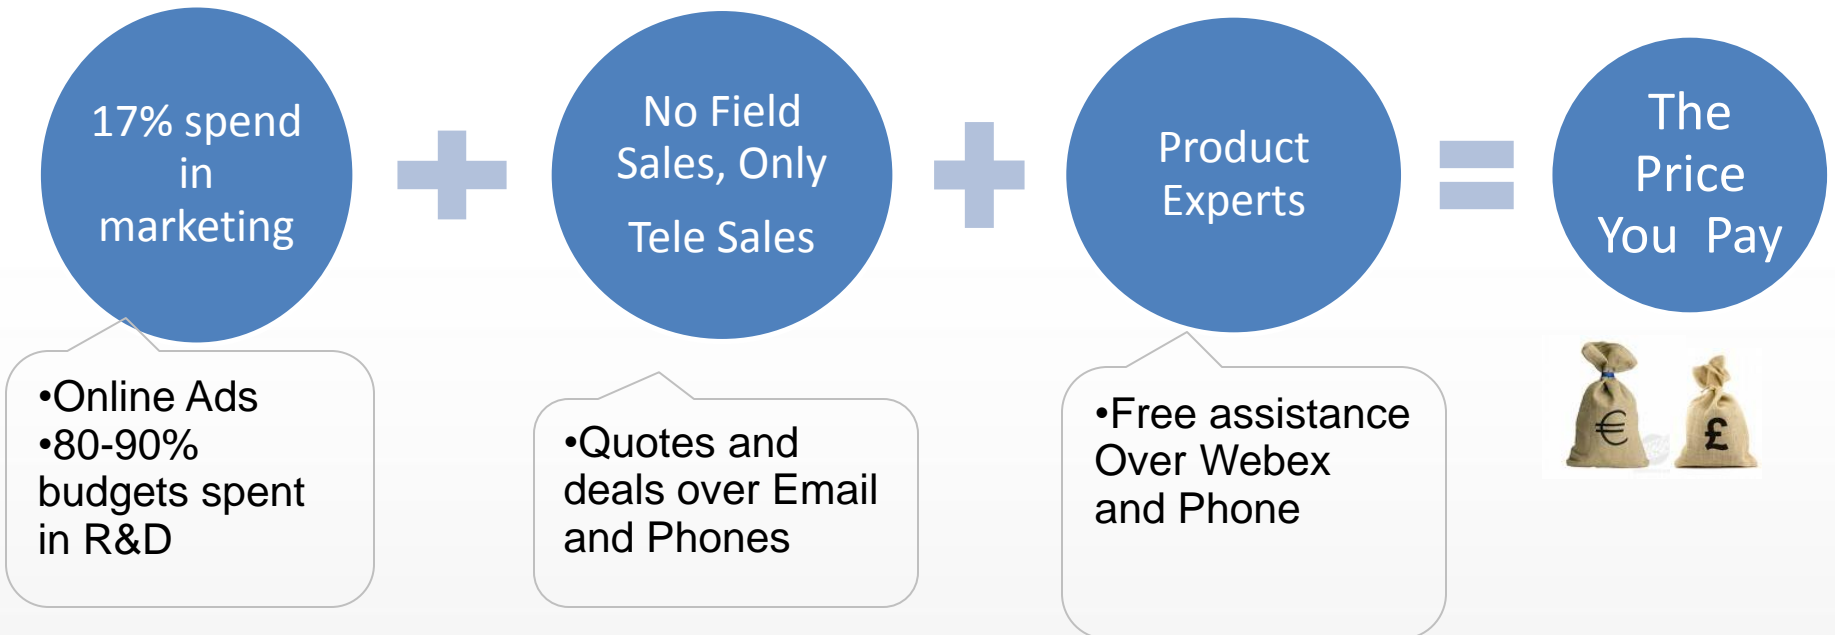 17% spend
in
marketing
No Field
Sales, Only
Tele Sales
Product
Experts
The
Price
You Pay
•Online Ads
•80-90%
budgets spent
in R&D
•Quotes and
deals over Email
and Phones
•Free assistance
Over Webex
and Phone
€
£